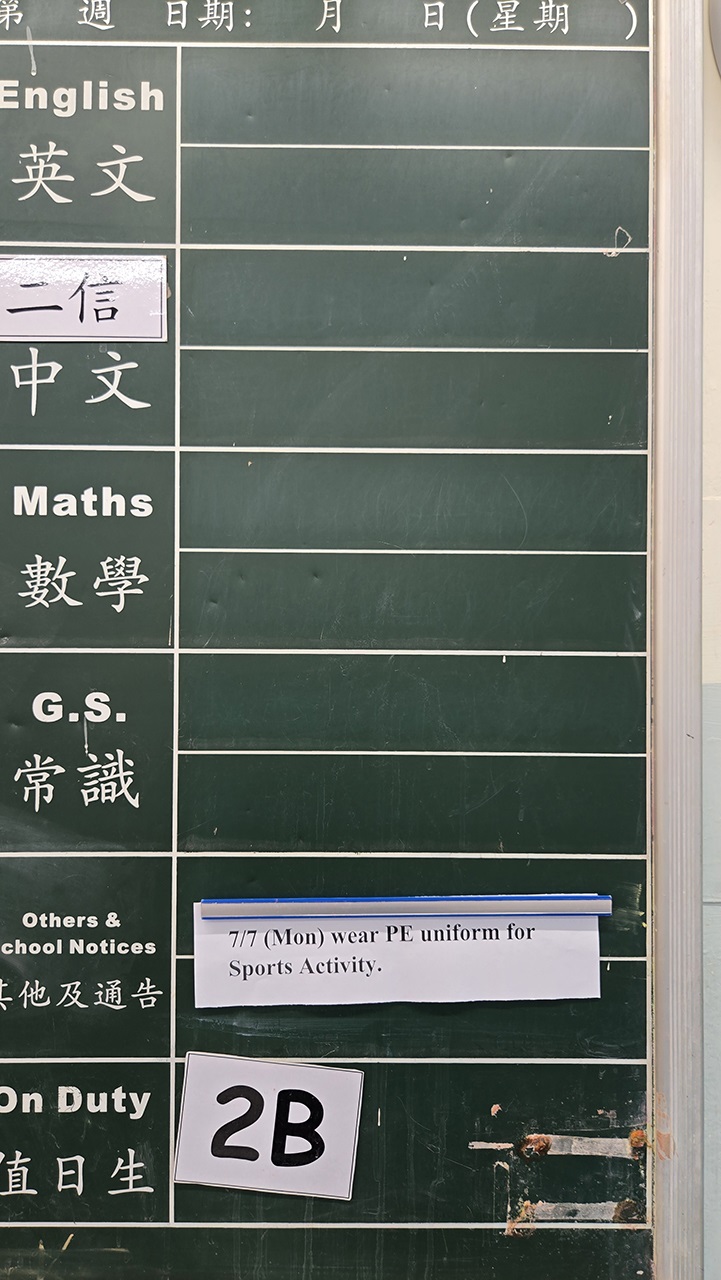 第 週 日期: 月 日(星期 )
English
英文
二信
中文
Maths
數學
G.S.
常識
Others &
chool Notices
其他及通告
7/7 (Mon) wear PE uniform for
Sports Activity.
On Duty
值日生
2B